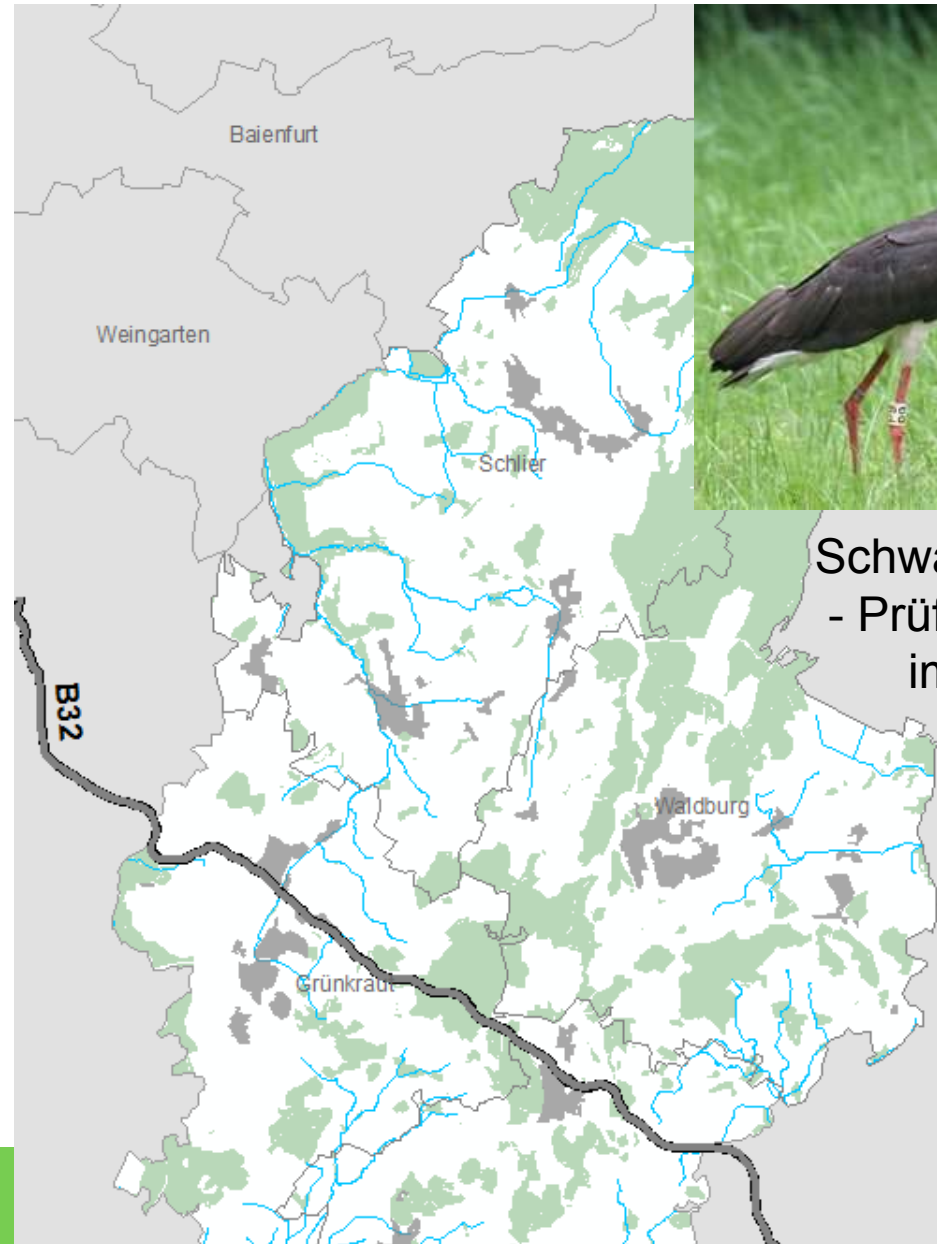 Baienfurt
Weingarten
Schlier
Schwa
- Prüf
in
B32
Waldburg
Grünkraut